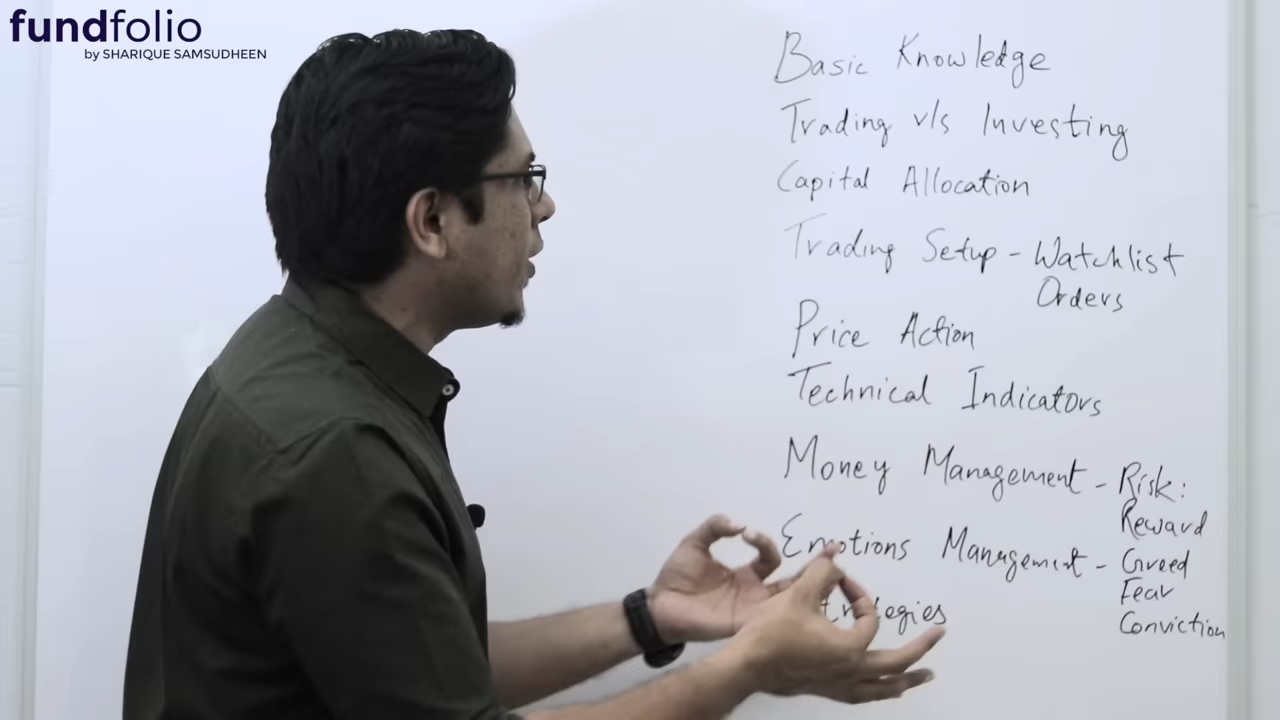 fundfolio
by SHARIQUE SAMSUDHEEN
Basic Knowledge
Trading v/s Investing
Capital Allocation
Trading Setup - Watchlist
Orders
Price Action
Technical Indicators
Money Management - Risk:
Reward
Emotions Management - Greed
Fear
Conviction